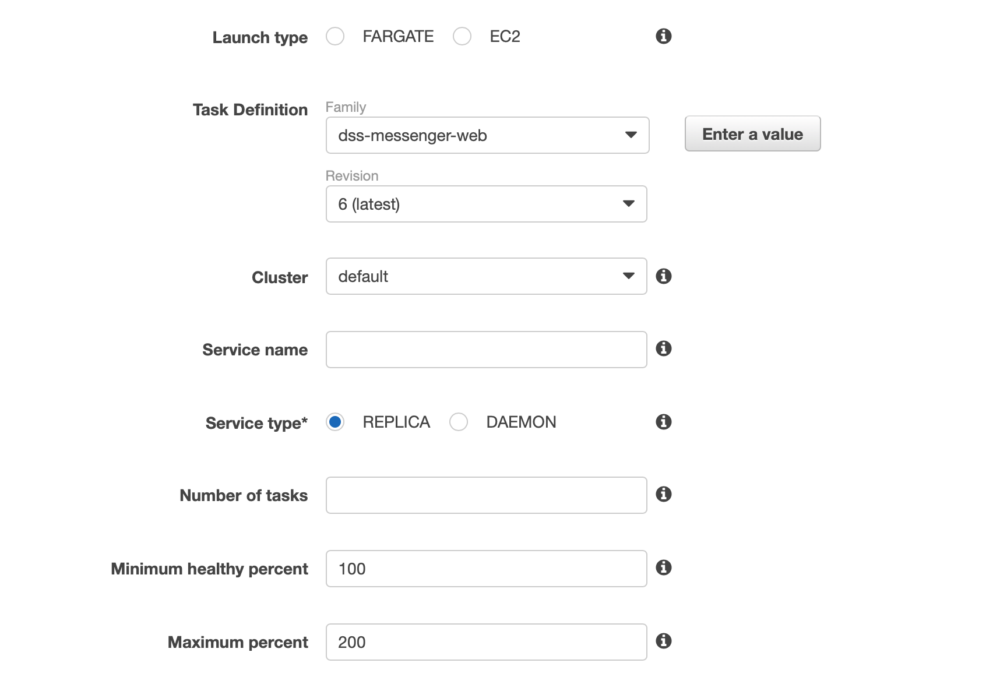 Launch type FARGATE EC2
Task Definition Family
dss-messenger-web Enter a value
Revision
6 (latest)
Cluster default
Service name
Service type* REPLICA DAEMON
Number of tasks
Minimum healthy percent 100
Maximum percent 200